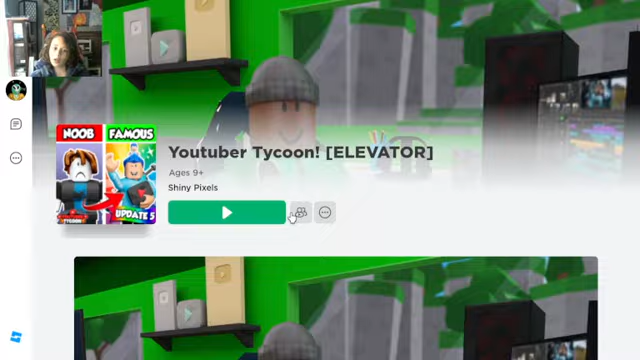 NOOB FAMOUS
UPDATE 5
Youtuber Tycoon! [ELEVATOR]
Ages 9+
Shiny Pixels